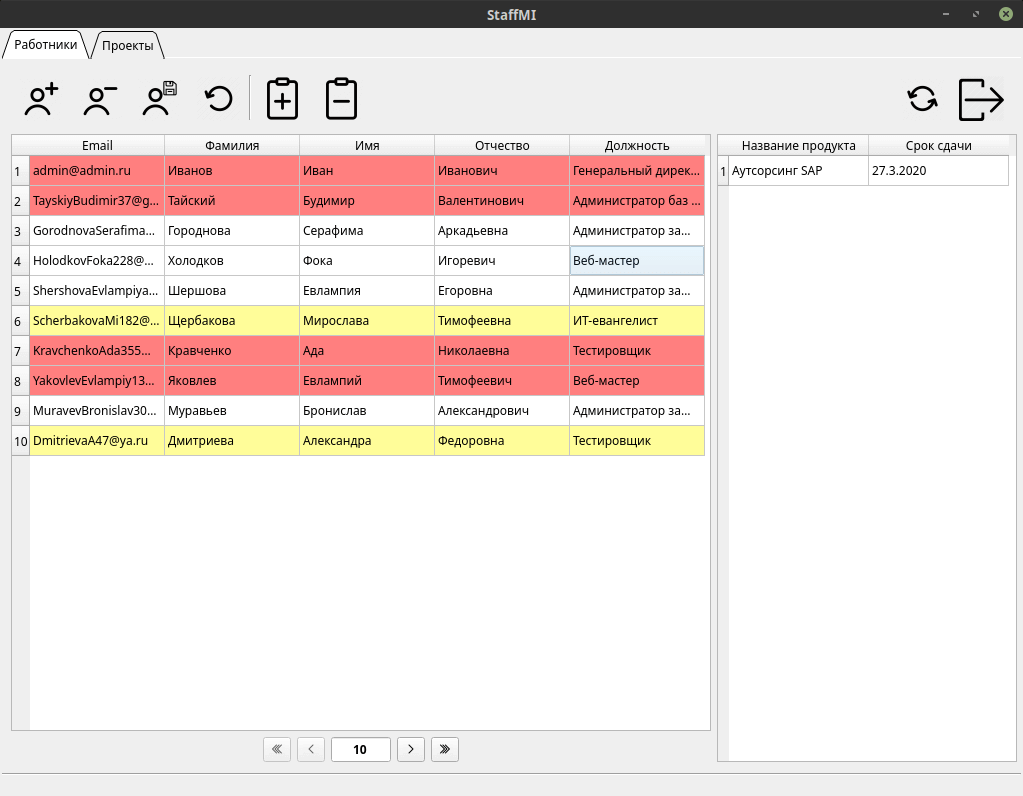 StaffMI
Работники Проекты
Email Фамилия Имя Отчество Должность
1 admin@admin.ru Иванов Иван Иванович Генеральный дирек...
2 TayskiyBudimir37@g... Тайский Будимир Валентинович Администратор баз ...
3 GorodnovaSerafima... Городнова Серафима Аркадьевна Администратор за...
4 HolodkovFoka228@... Холодков Фока Игоревич Веб-мастер
5 ShershovaEvlampiya... Шершова Евлампия Егоровна Администратор за...
6 ScherbakovaMi182@... Щербакова Мирослава Тимофеевна ИТ-евангелист
7 KravchenkoAda355... Кравченко Ада Николаевна Тестировщик
8 YakovlevEvlampiy13... Яковлев Евлампий Тимофеевич Веб-мастер
9 MuravevBronislav30... Муравьев Бронислав Александрович Администратор за...
10 DmitrievaA47@ya.ru Дмитриева Александра Федоровна Тестировщик
10
Название продукта Срок сдачи
1 Аутсорсинг SAP 27.3.2020